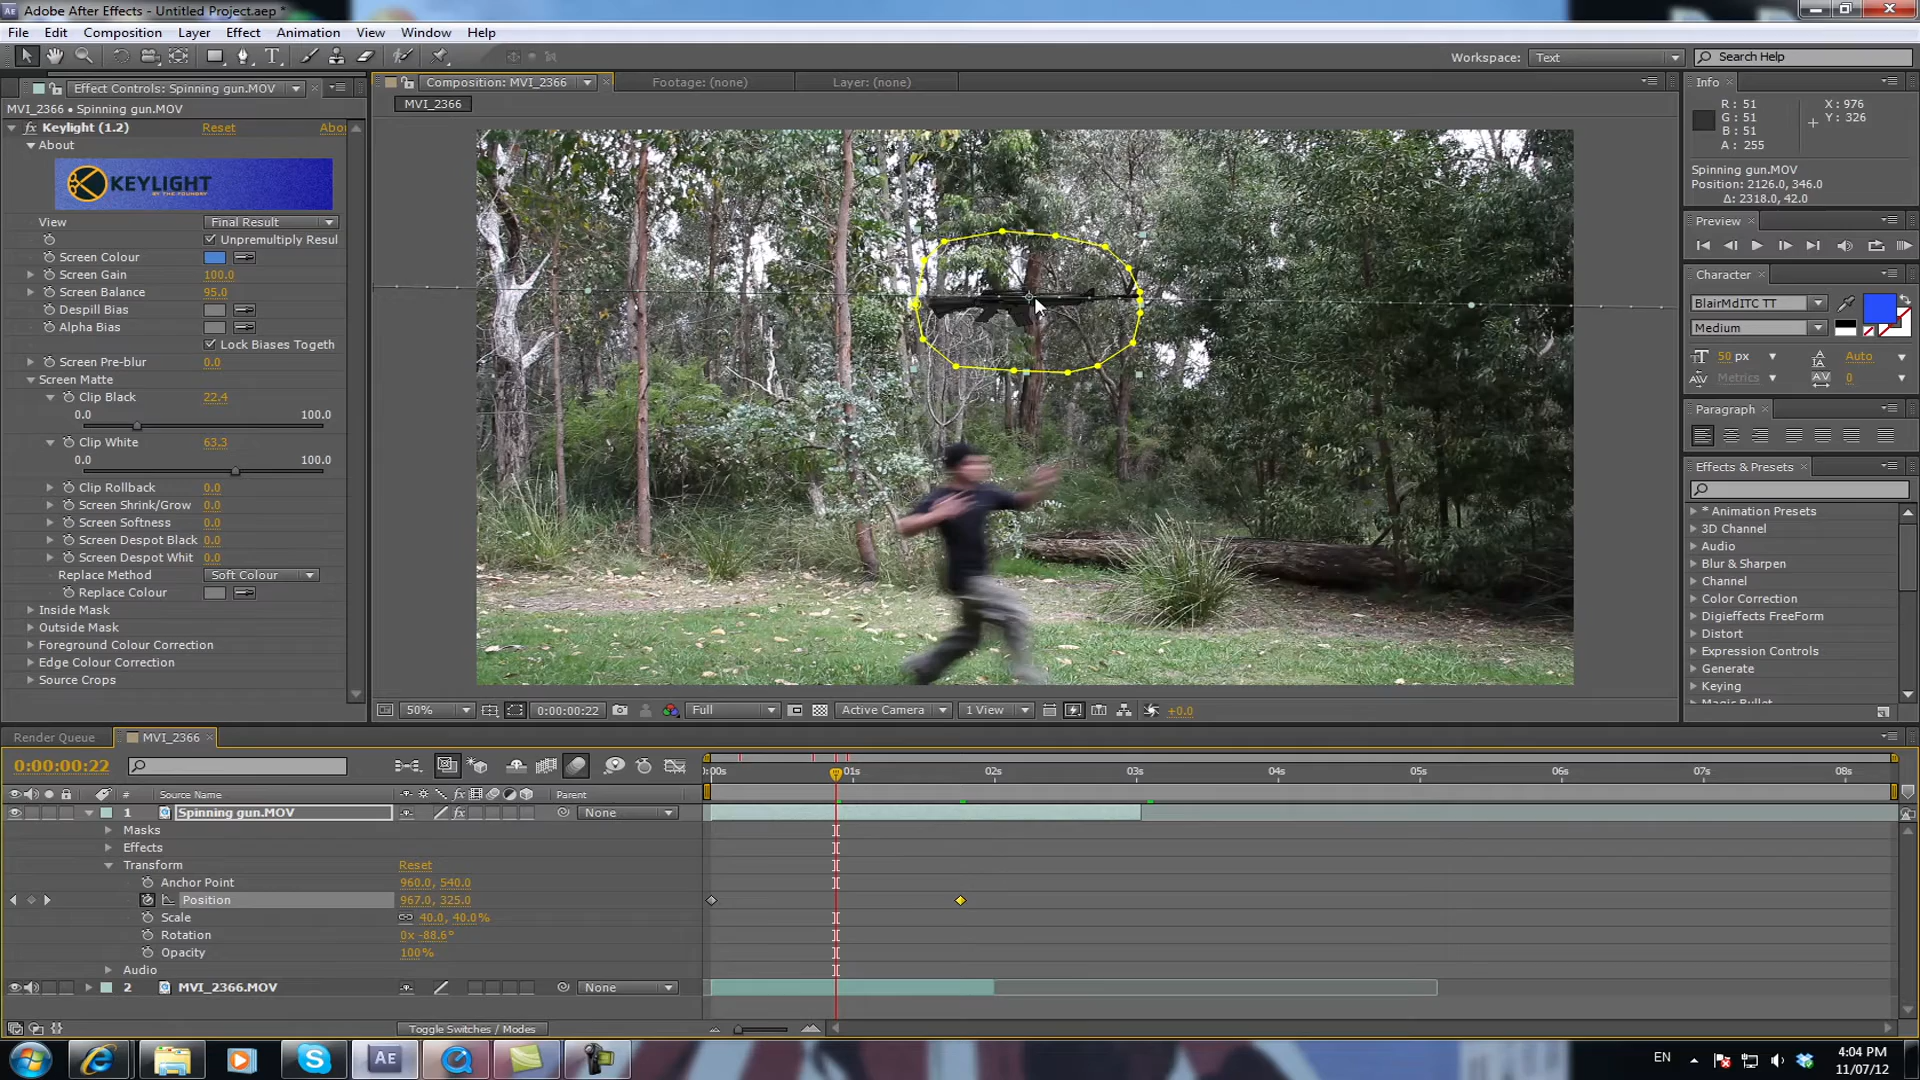 Adobe After Effects - Untitled Project.aep *
File Edit Composition Layer Effect Animation View Window Help
Workspace: Text Search Help
Effect Controls: Spinning gun.MOV
MVI_2366 • Spinning gun.MOV
fx Keylight (1.2) Reset Abou
About
KEYLIGHT
BY THE FOUNDRY
View Final Result
Unpremultiply Resul
Screen Colour
Screen Gain 100.0
Screen Balance 95.0
Despill Bias
Alpha Bias
Lock Biases Togeth
Screen Pre-blur 0.0
Screen Matte
Clip Black 22.4
0.0 100.0
Clip White 63.3
0.0 100.0
Clip Rollback 0.0
Screen Shrink/Grow 0.0
Screen Softness 0.0
Screen Despot Black 0.0
Screen Despot Whit 0.0
Replace Method Soft Colour
Replace Colour
Inside Mask
Outside Mask
Foreground Colour Correction
Edge Colour Correction
Source Crops
Composition: MVI_2366 Footage: (none) Layer: (none)
MVI_2366
50% 0:00:00:22 Full Active Camera 1 View +0.0
Info
R: 51 X: 976
G: 51 Y: 326
B: 51
A: 255
Spinning gun.MOV
Position: 2126.0, 346.0
Δ: 2318.0, 42.0
Preview
Character
BlairMdITC TT
Medium
50 px Auto
Metrics 0
Paragraph
Effects & Presets
* Animation Presets
3D Channel
Audio
Blur & Sharpen
Channel
Color Correction
Digieffects FreeForm
Distort
Expression Controls
Generate
Keying
Magic Bullet
Render Queue MVI_2366
0:00:00:22 :00s 01s 02s 03s 04s 05s 06s 07s 08s
# Source Name fx Parent
1 Spinning gun.MOV fx None
Masks
Effects
Transform Reset
Anchor Point 960.0, 540.0
Position 967.0, 325.0
Scale 40.0, 40.0%
Rotation 0x -88.6°
Opacity 100%
Audio
2 MVI_2366.MOV None
Toggle Switches / Modes
Ae EN 4:04 PM
11/07/12